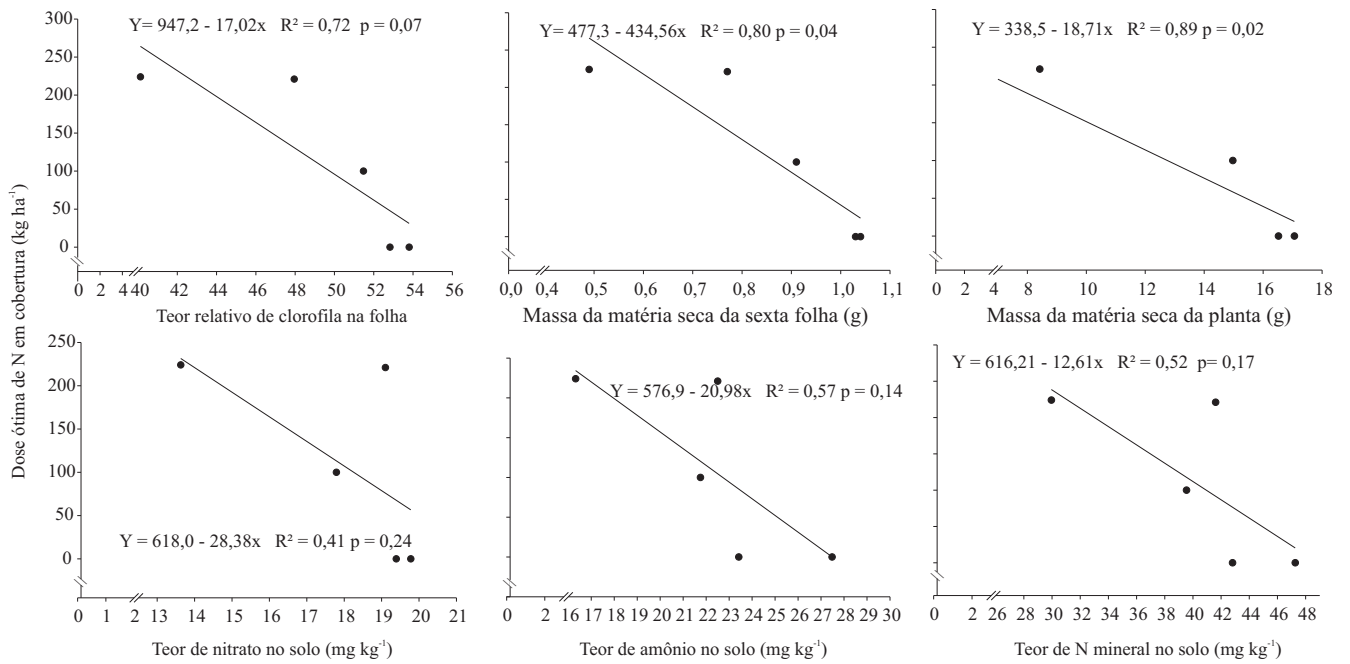 Dose ótima de N em cobertura (kg ha⁻¹)
Y= 947,2 - 17,02x R² = 0,72 p = 0,07
300
250
200
150
100
50
0
0 2 4 40 42 44 46 48 50 52 54 56
Teor relativo de clorofila na folha
Y= 477,3 - 434,56x R² = 0,80 p = 0,04
0,0 0,4 0,5 0,6 0,7 0,8 0,9 1,0 1,1
Massa da matéria seca da sexta folha (g)
Y = 338,5 - 18,71x R² = 0,89 p = 0,02
0 2 4 8 10 12 14 16 18
Massa da matéria seca da planta (g)
250
200
150
100
50
0
Y = 618,0 - 28,38x R² = 0,41 p = 0,24
0 1 2 13 14 15 16 17 18 19 20 21
Teor de nitrato no solo (mg kg⁻¹)
Y = 576,9 - 20,98x R² = 0,57 p = 0,14
0 2 16 17 18 19 20 21 22 23 24 25 26 27 28 29 30
Teor de amônio no solo (mg kg⁻¹)
Y = 616,21 - 12,61x R² = 0,52 p= 0,17
0 2 26 30 32 34 36 38 40 42 44 46 48
Teor de N mineral no solo (mg kg⁻¹)